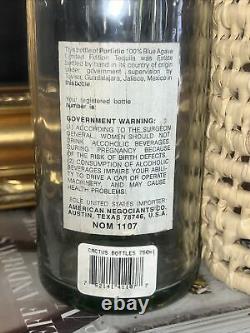 This bottle of Porfidio 100% Blue Agave
Limited Edition Tequila was Estate
bottled by hand in its country of origin
under government supervision by
Guadalajara, Jalisco, Mexico in
this bottle.
Your registered bottle
number is:
GOVERNMENT WARNING:
ACCORDING TO THE SURGEON
GENERAL, WOMEN SHOULD NOT
DRINK ALCOHOLIC BEVERAGES
DURING PREGNANCY BECAUSE
OF THE RISK OF BIRTH DEFECTS.
CONSUMPTION OF ALCOHOLIC
BEVERAGES IMPAIRS YOUR ABILITY
TO DRIVE A CAR OR OPERATE
MACHINERY, AND MAY CAUSE
HEALTH PROBLEMS.
SOLE UNITED STATES IMPORTER:
AMERICAN NEGOCIANTS CO.
AUSTIN, TEXAS 78746, U.S.A.
NOM 1107
CACTUS BOTTLES 750ml